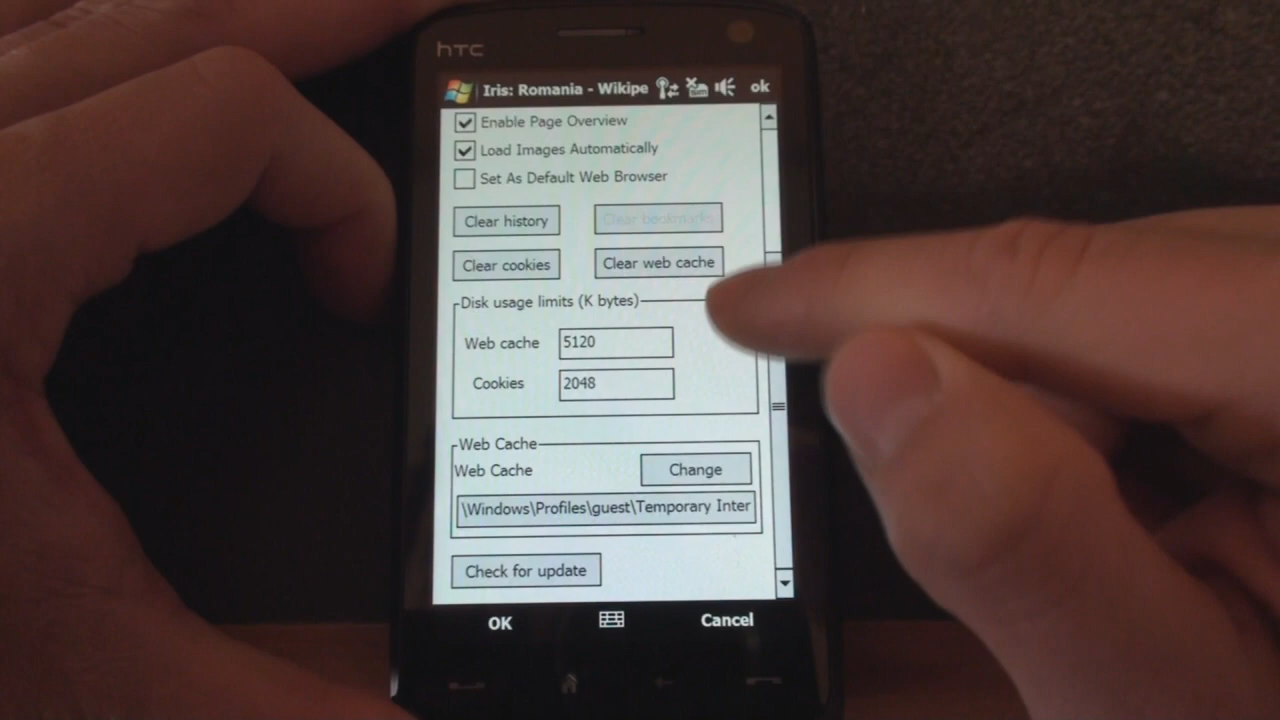 hTC
Iris: Romania - Wikipe ok
Enable Page Overview
Load Images Automatically
Set As Default Web Browser
Clear history Clear bookmarks
Clear cookies Clear web cache
Disk usage limits (K bytes)
Web cache 5120
Cookies 2048
Web Cache
Web Cache Change
\Windows\Profiles\guest\Temporary Inter
Check for update
OK Cancel